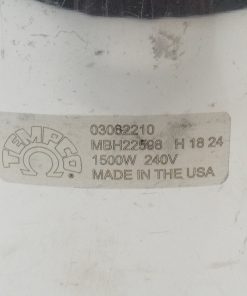 TEMPCO
Ω
®
03082210
MBH22598 H 18 24
1500W 240V
MADE IN THE USA